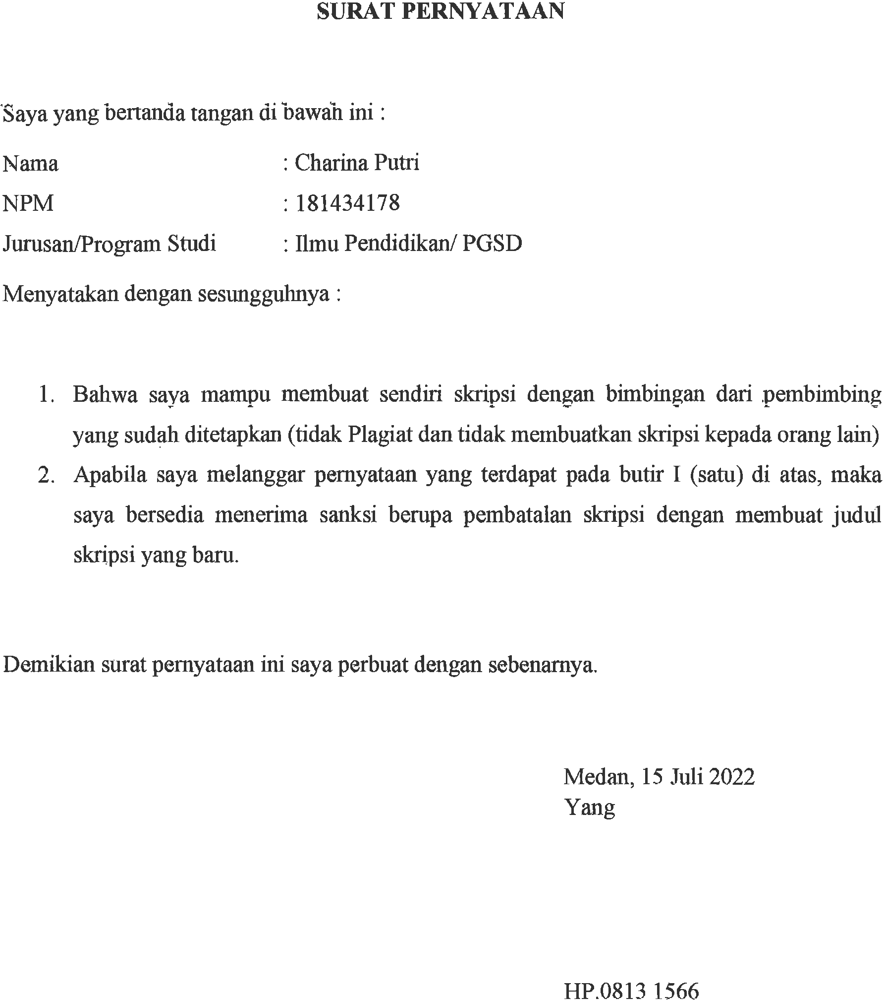 SURAT PERNYATAAN
Saya yang bertanda tangan di bawah ini :
Nama : Charina Putri
NPM : 181434178
Jurusan/Program Studi : Ilmu Pendidikan/ PGSD
Menyatakan dengan sesungguhnya :
1. Bahwa saya mampu membuat sendiri skripsi dengan bimbingan dari pembimbing
yang sudah ditetapkan (tidak Plagiat dan tidak membuatkan skripsi kepada orang lain)
2. Apabila saya melanggar pernyataan yang terdapat pada butir I (satu) di atas, maka
saya bersedia menerima sanksi berupa pembatalan skripsi dengan membuat judul
skripsi yang baru.
Demikian surat pernyataan ini saya perbuat dengan sebenarnya.
Medan, 15 Juli 2022
Yang
HP.0813 1566